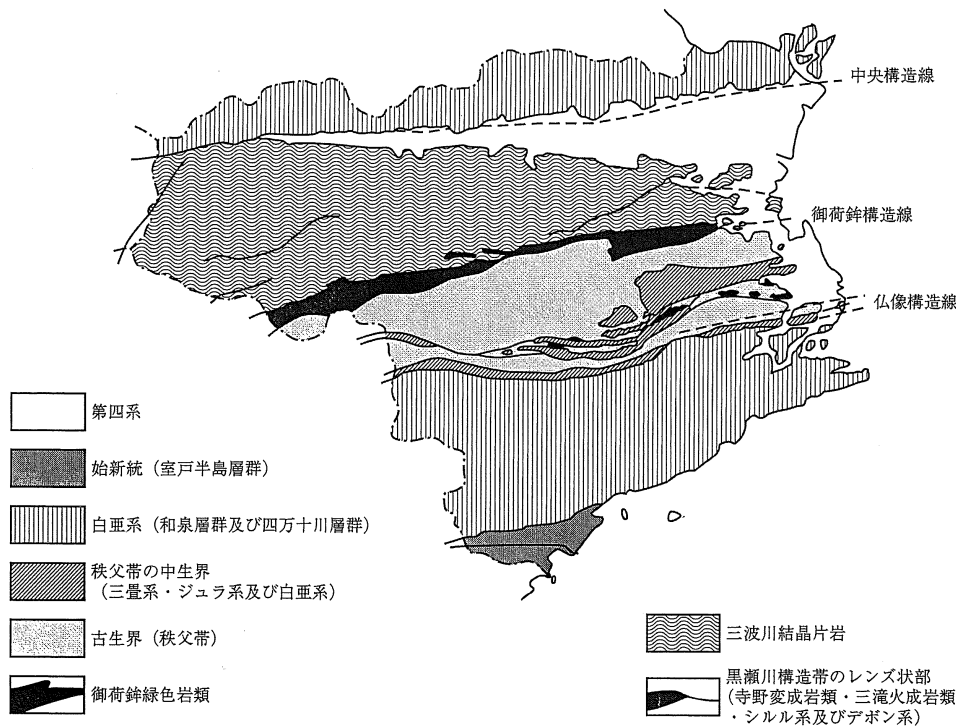 中央構造線
御荷鉾構造線
仏像構造線
第四系
始新統（室戸半島層群）
白亜系（和泉層群及び四万十川層群）
秩父帯の中生界
（三畳系・ジュラ系及び白亜系）
古生界（秩父帯）
御荷鉾緑色岩類
三波川結晶片岩
黒瀬川構造帯のレンズ状部
（寺野変成岩類・三滝火成岩類
・シルル系及びデボン系）